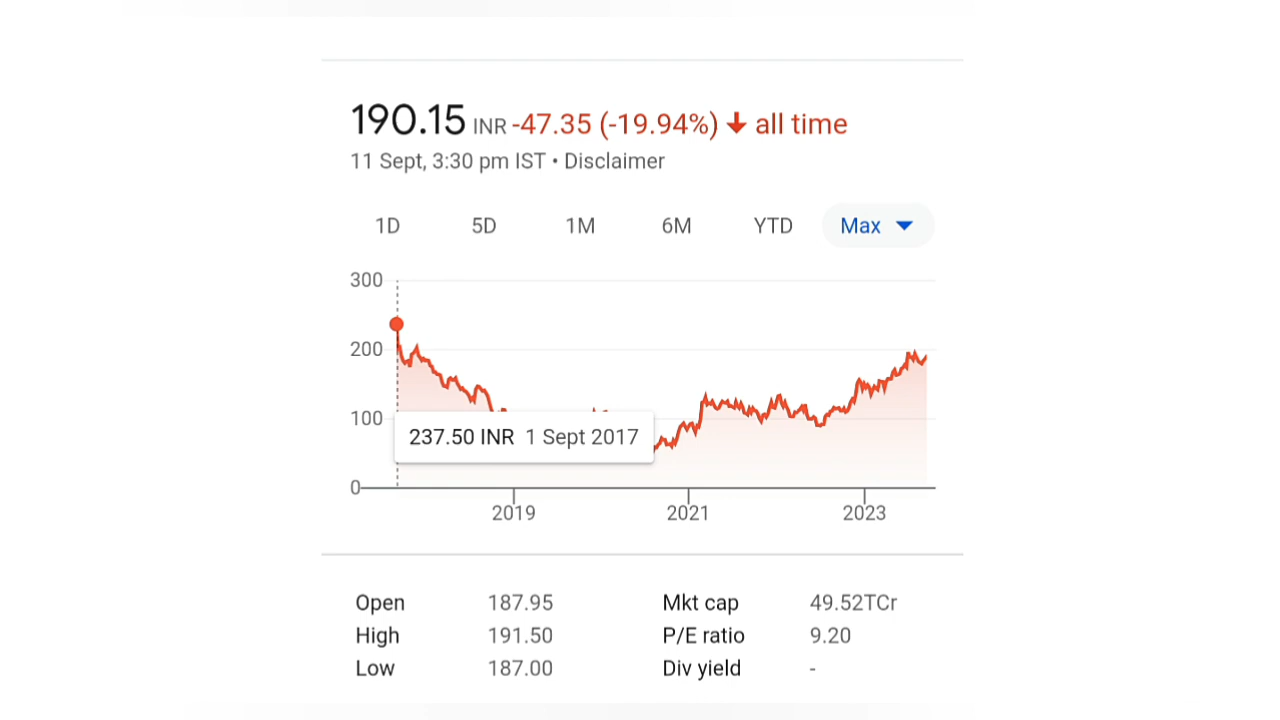 190.15 INR -47.35 (-19.94%) ↓ all time
11 Sept, 3:30 pm IST • Disclaimer
1D 5D 1M 6M YTD Max
300
200
100
237.50 INR 1 Sept 2017
0
2019 2021 2023
Open 187.95 Mkt cap 49.52TCr
High 191.50 P/E ratio 9.20
Low 187.00 Div yield -